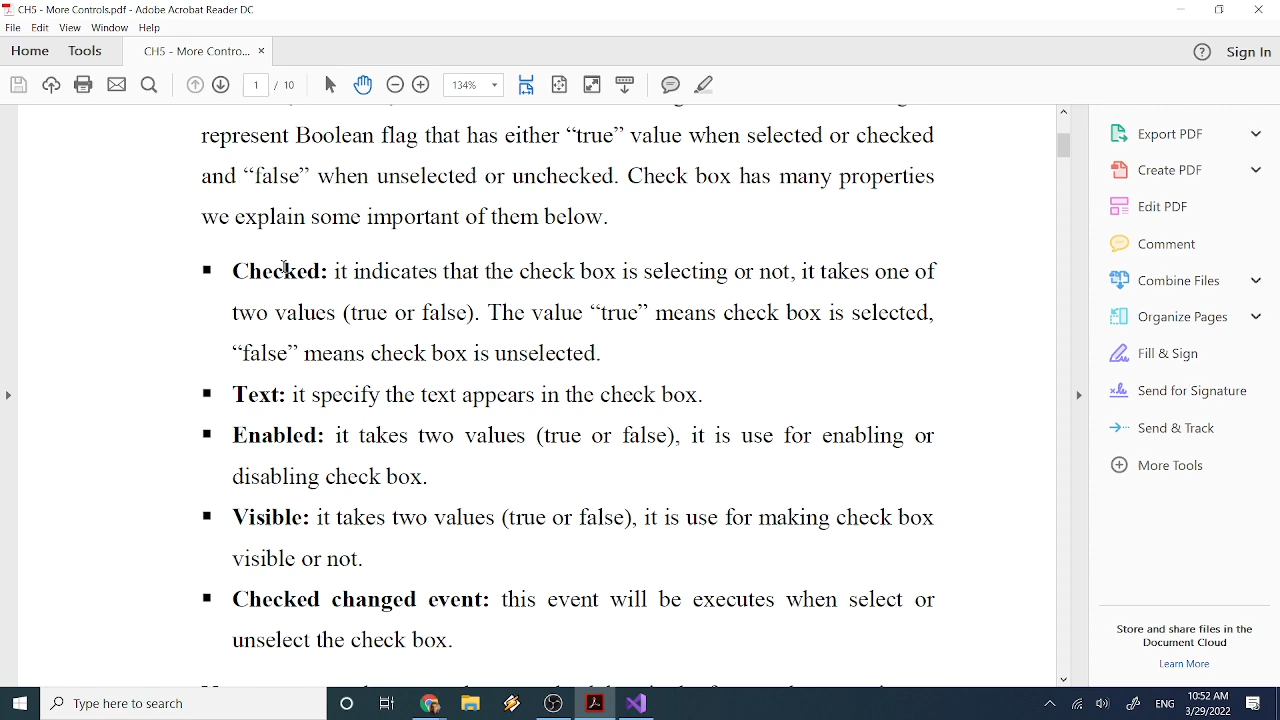 CH5 - More Controls.pdf - Adobe Acrobat Reader DC
File Edit View Window Help
Home Tools CH5 - More Contro... × Sign In
1 / 10 134%
represent Boolean flag that has either “true” value when selected or checked
and “false” when unselected or unchecked. Check box has many properties
we explain some important of them below.
▪ Checked: it indicates that the check box is selecting or not, it takes one of
two values (true or false). The value “true” means check box is selected,
“false” means check box is unselected.
▪ Text: it specify the text appears in the check box.
▪ Enabled: it takes two values (true or false), it is use for enabling or
disabling check box.
▪ Visible: it takes two values (true or false), it is use for making check box
visible or not.
▪ Checked changed event: this event will be executes when select or
unselect the check box.
Export PDF
Create PDF
Edit PDF
Comment
Combine Files
Organize Pages
Fill & Sign
Send for Signature
Send & Track
More Tools
Store and share files in the
Document Cloud
Learn More
Type here to search
ENG
10:52 AM
3/29/2022